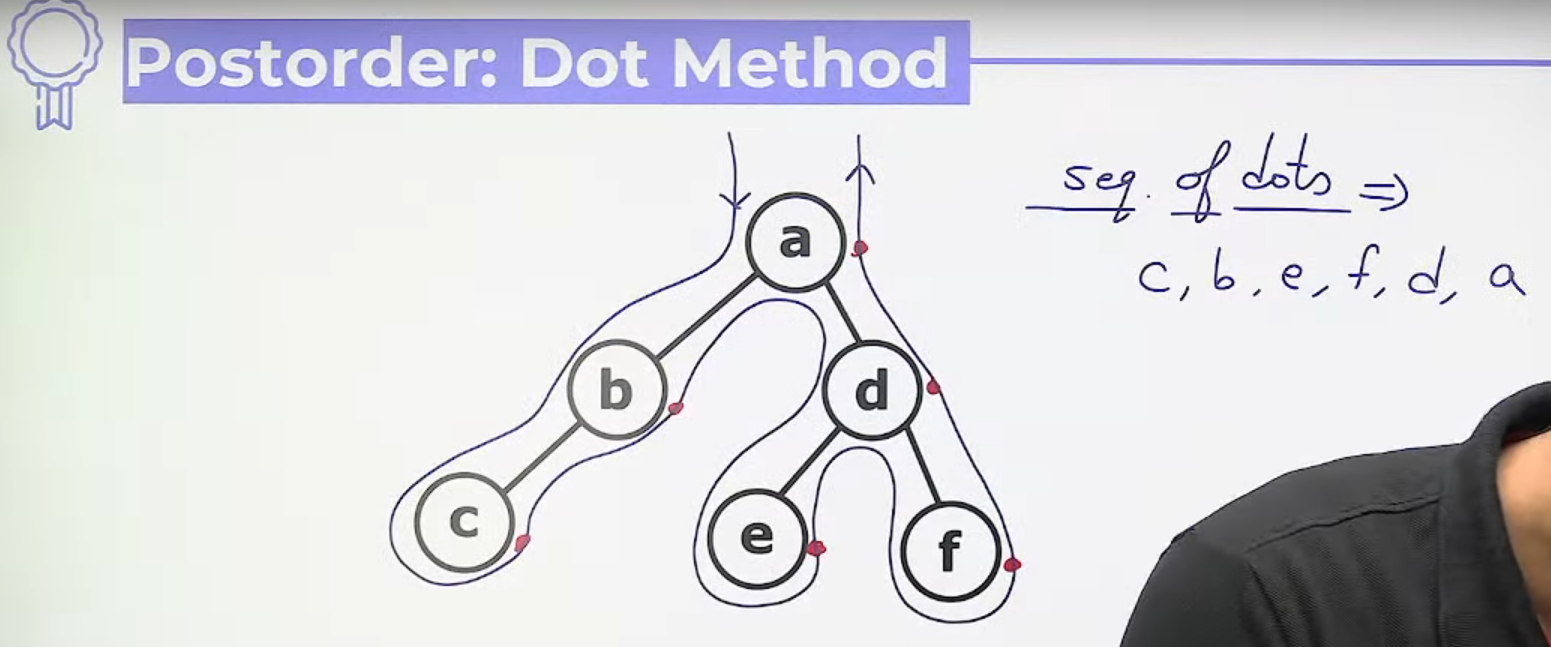 Postorder: Dot Method
seq. of dots ⇒
c, b, e, f, d, a
a
b
d
c
e
f